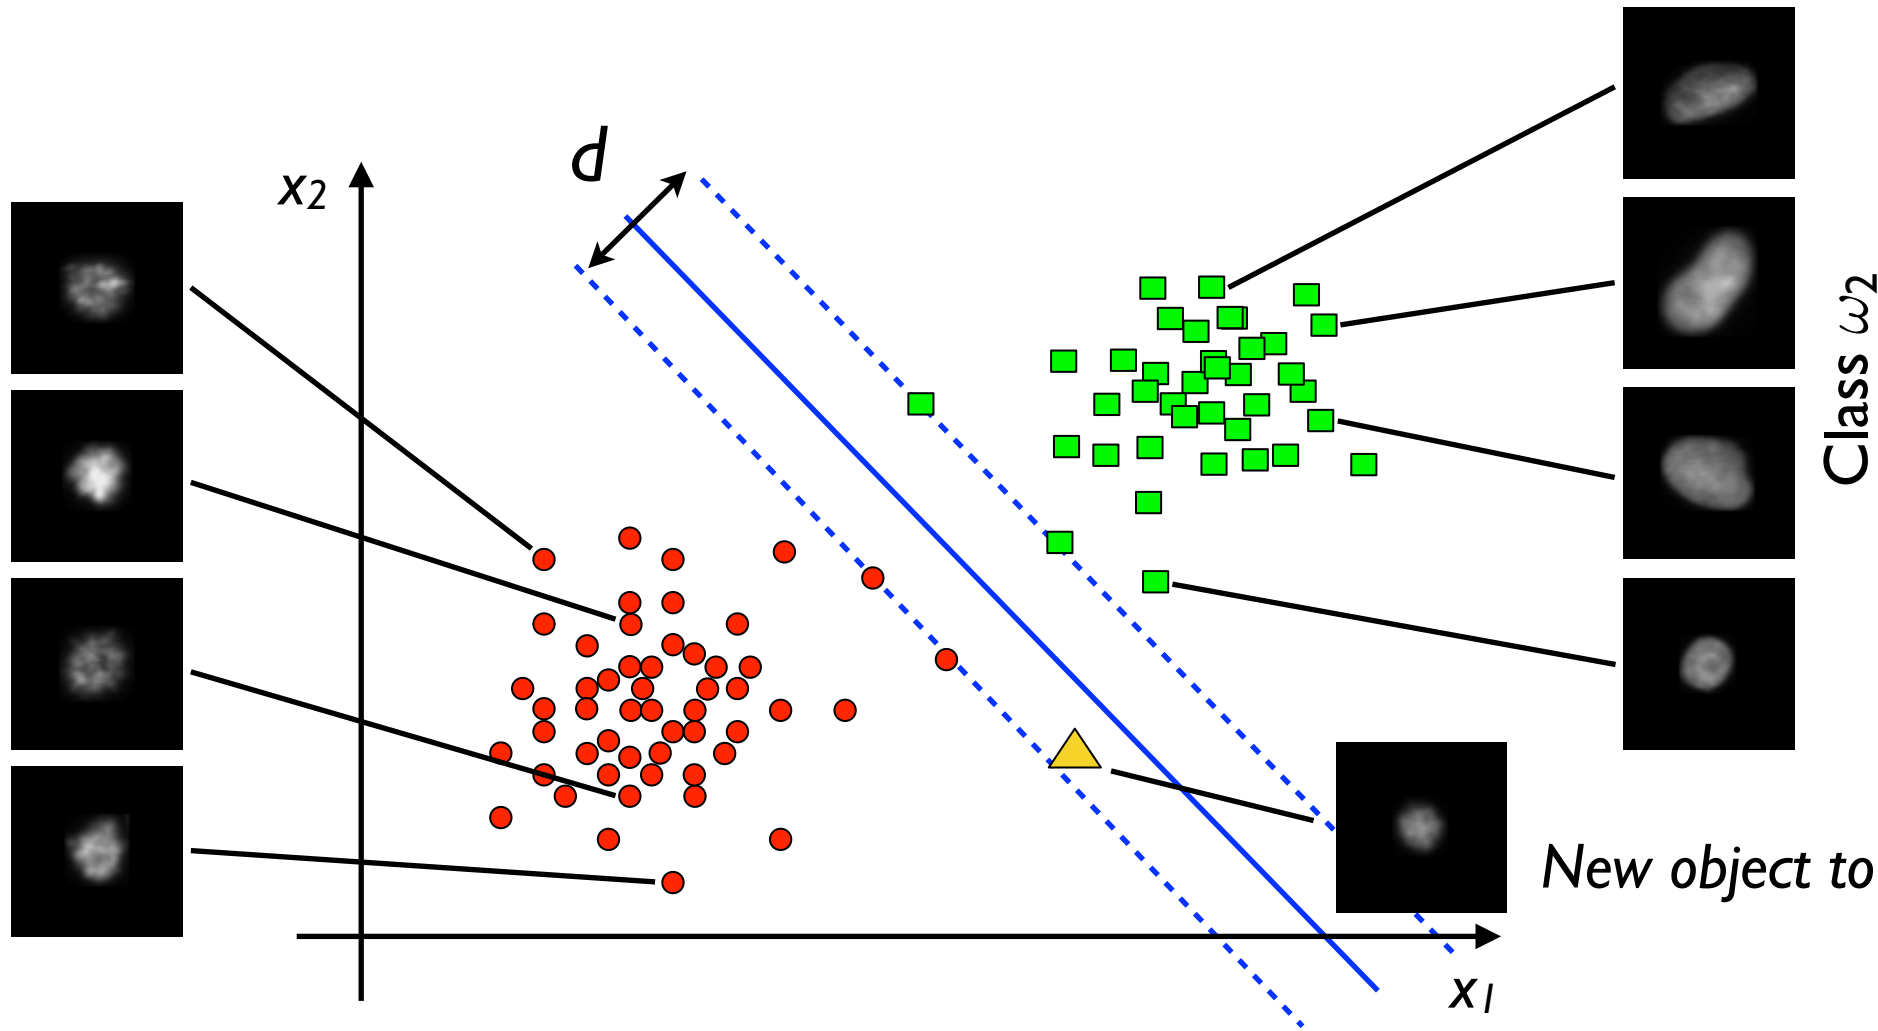 d
x2
Class ω2
New object to
x1